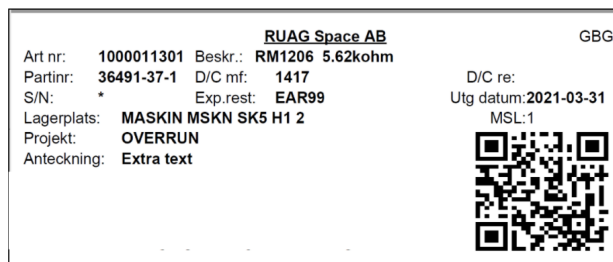 RUAG Space AB GBG
Art nr: 1000011301 Beskr.: RM1206 5.62kohm
Partinr: 36491-37-1 D/C mf: 1417 D/C re:
S/N: * Exp.rest: EAR99 Utg datum:2021-03-31
Lagerplats: MASKIN MSKN SK5 H1 2 MSL:1
Projekt: OVERRUN
Anteckning: Extra text